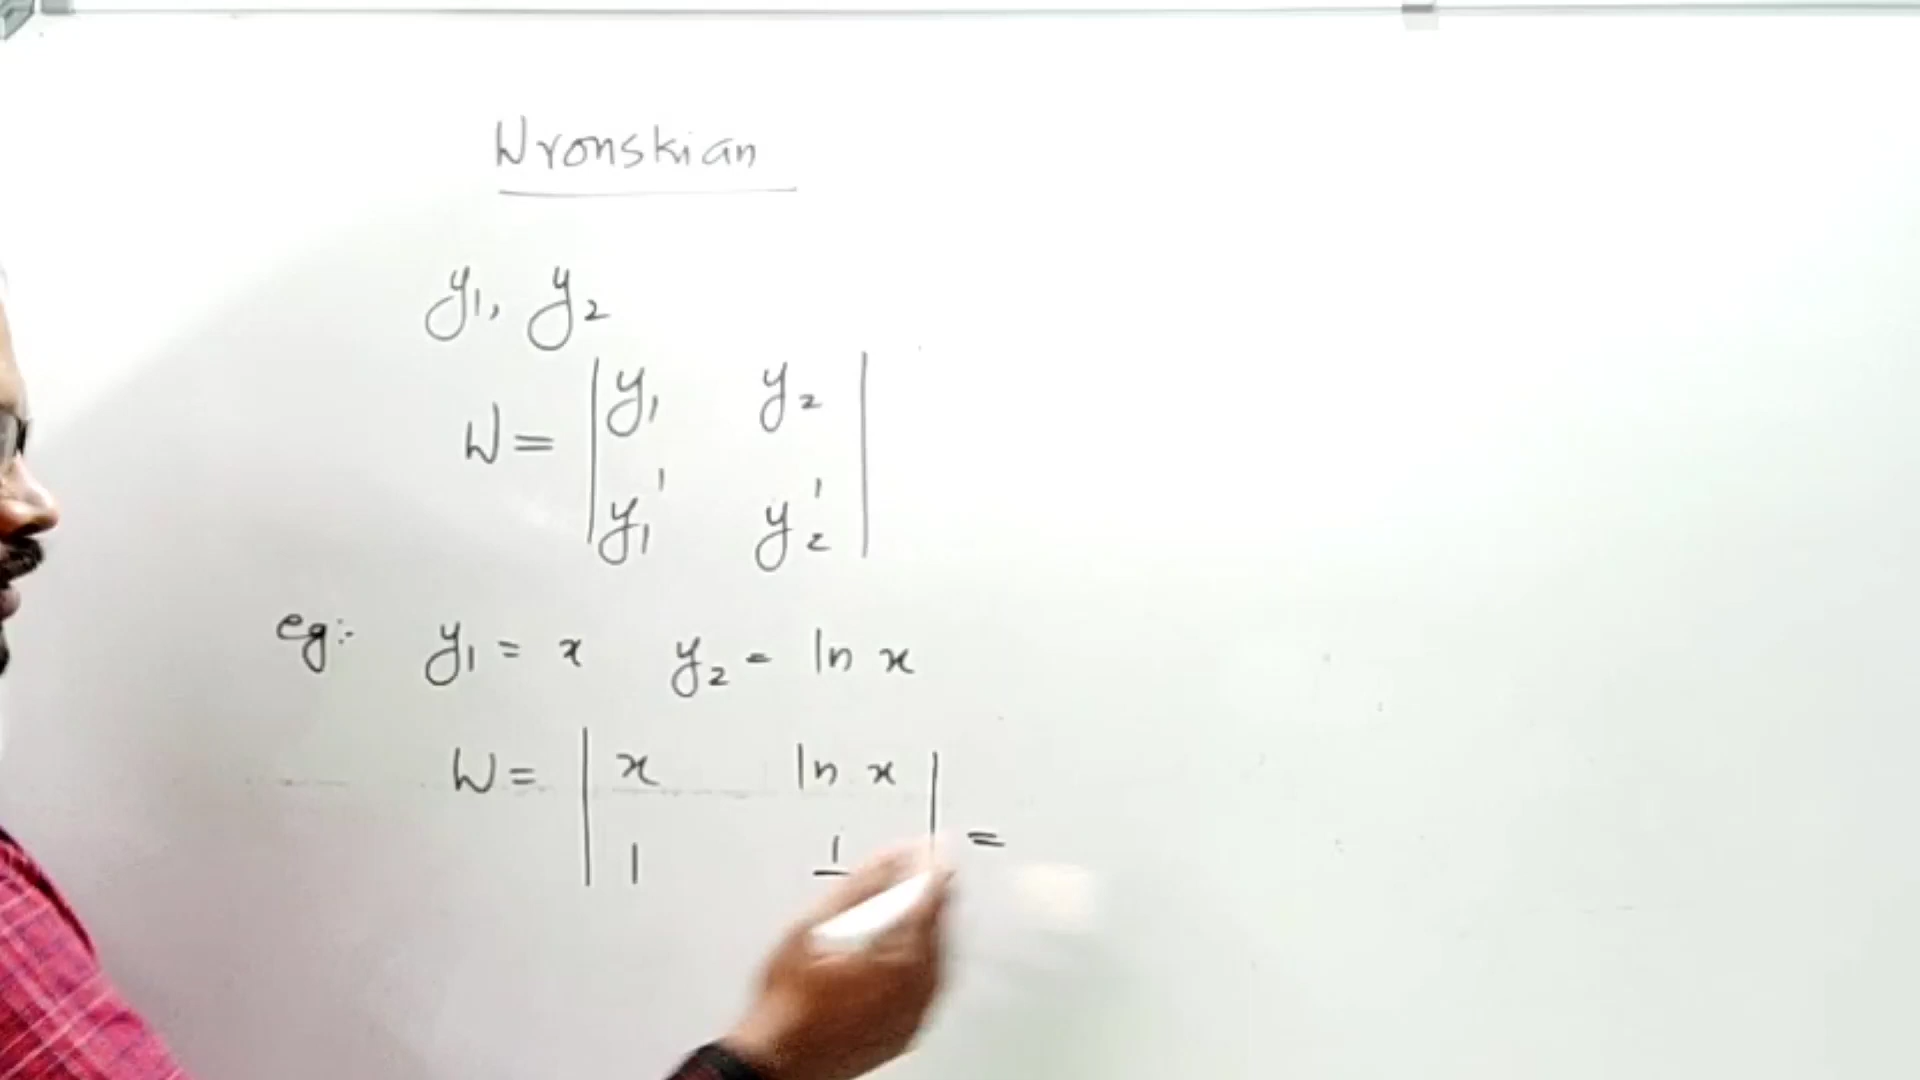 Wronskian
y₁, y₂
W = | y₁ y₂ |
| y₁' y₂' |
eg:- y₁ = x y₂ = ln x
W = | x ln x | =
| 1 1 |